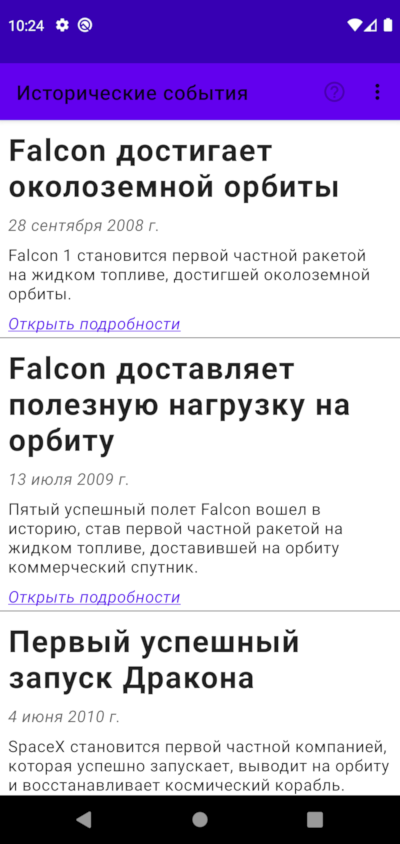 10:24
Исторические события
Falcon достигает
околоземной орбиты
28 сентября 2008 г.
Falcon 1 становится первой частной ракетой
на жидком топливе, достигшей околоземной
орбиты.
Открыть подробности
Falcon доставляет
полезную нагрузку на
орбиту
13 июля 2009 г.
Пятый успешный полет Falcon вошел в
историю, став первой частной ракетой на
жидком топливе, доставившей на орбиту
коммерческий спутник.
Открыть подробности
Первый успешный
запуск Дракона
4 июня 2010 г.
SpaceX становится первой частной компанией,
которая успешно запускает, выводит на орбиту
и восстанавливает космический корабль.